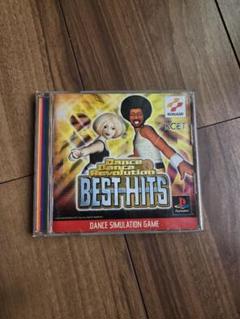 KONAMI
KCET
Dance
Dance
Revolution
BEST HITS
PlayStation
DANCE SIMULATION GAME